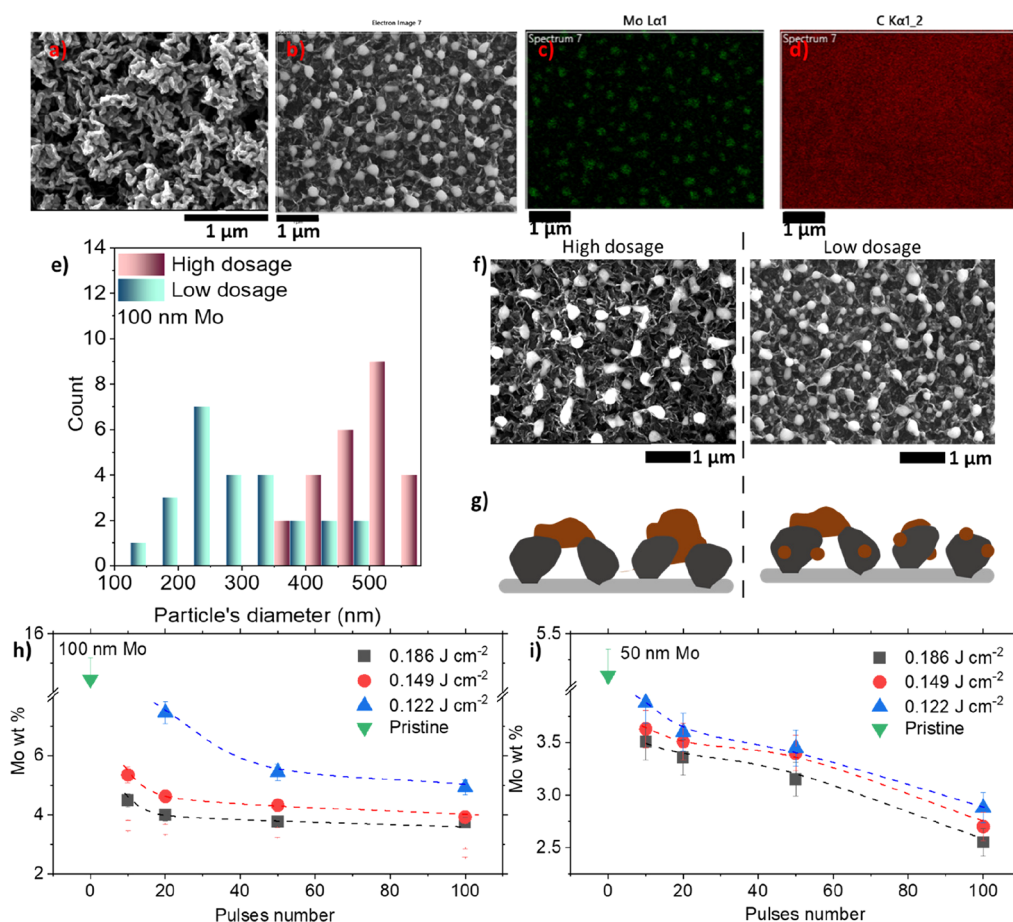 Electron Image 7
Mo Lα1
C Kα1_2
a)
b)
Spectrum 7
c)
Spectrum 7
d)
1 µm
1 µm
1 µm
1 µm
e)
14
12
10
8
6
4
2
0
Count
High dosage
Low dosage
100 nm Mo
100
200
300
400
500
Particle's diameter (nm)
High dosage
Low dosage
f)
1 µm
1 µm
g)
h)
16
6
4
2
Mo wt %
100 nm Mo
0.186 J cm⁻²
0.149 J cm⁻²
0.122 J cm⁻²
Pristine
0
20
40
60
80
100
Pulses number
i)
5.5
3.5
3.0
2.5
Mo wt %
50 nm Mo
0.186 J cm⁻²
0.149 J cm⁻²
0.122 J cm⁻²
Pristine
0
20
40
60
80
100
Pulses number